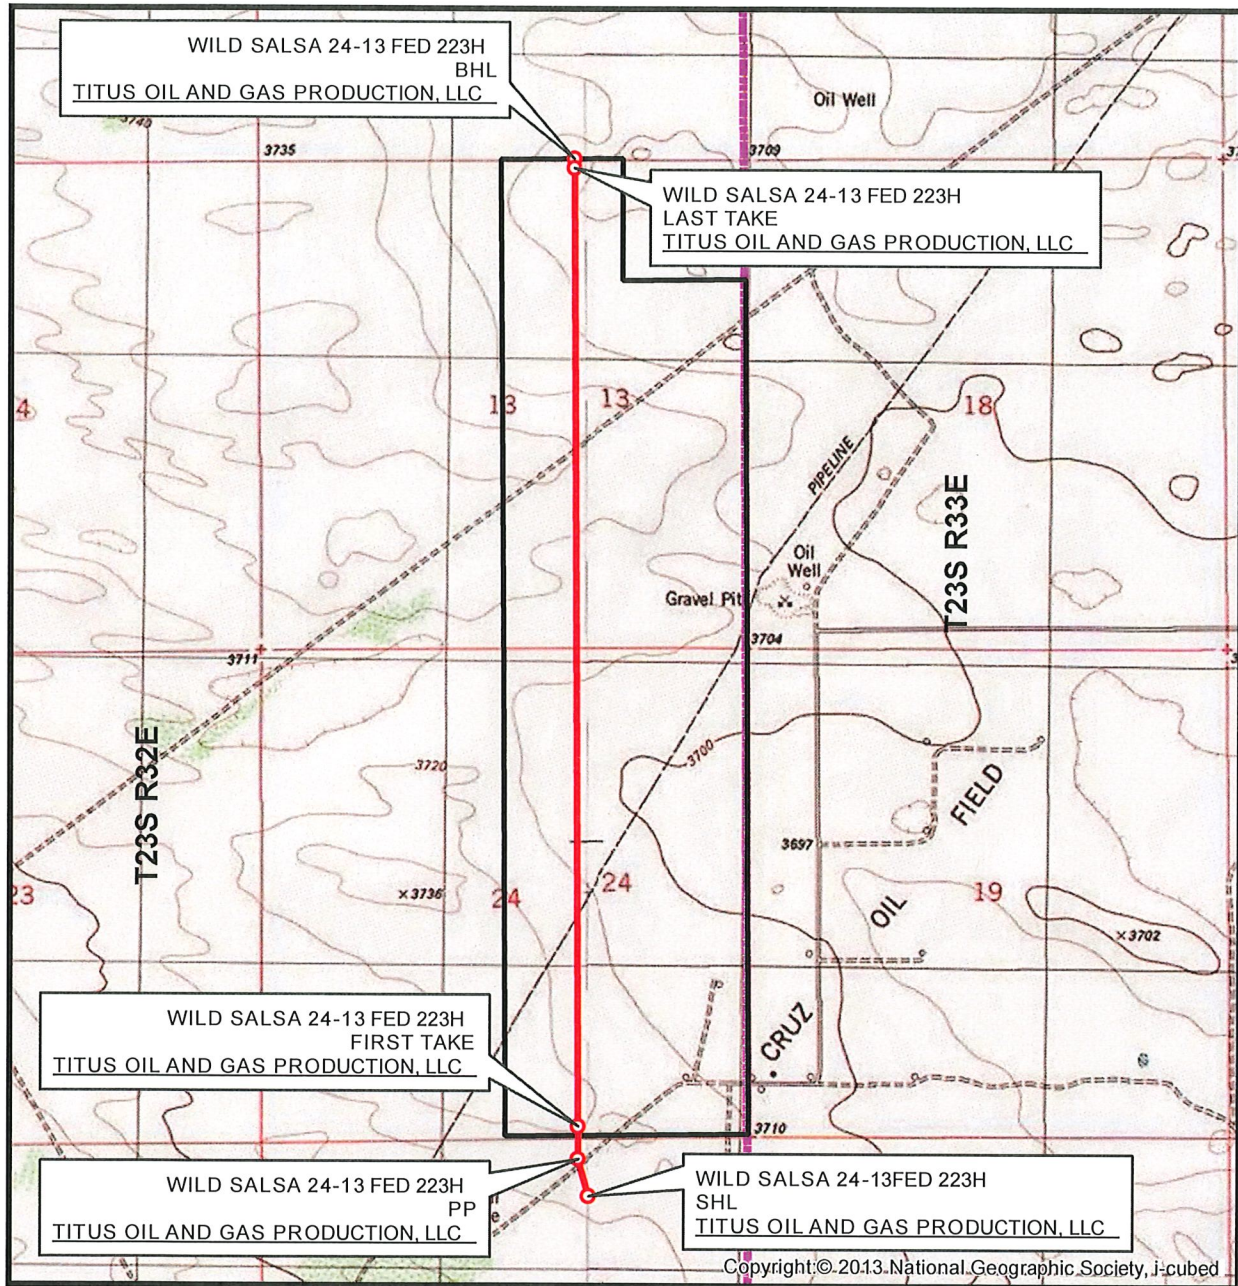 WILD SALSA 24-13 FED 223H
BHL
TITUS OIL AND GAS PRODUCTION, LLC
Oil Well
3740
3735
3709
WILD SALSA 24-13 FED 223H
LAST TAKE
TITUS OIL AND GAS PRODUCTION, LLC
4
13
13
18
PIPELINE
T23S R33E
Oil
Well
Gravel Pit
3704
3711
3700
3720
T23S R32E
FIELD
3697
3736
23
24
24
19
OIL
3702
WILD SALSA 24-13 FED 223H
FIRST TAKE
TITUS OIL AND GAS PRODUCTION, LLC
CRUZ
3710
WILD SALSA 24-13 FED 223H
PP
TITUS OIL AND GAS PRODUCTION, LLC
WILD SALSA 24-13FED 223H
SHL
TITUS OIL AND GAS PRODUCTION, LLC
Copyright:© 2013 National Geographic Society, i-cubed